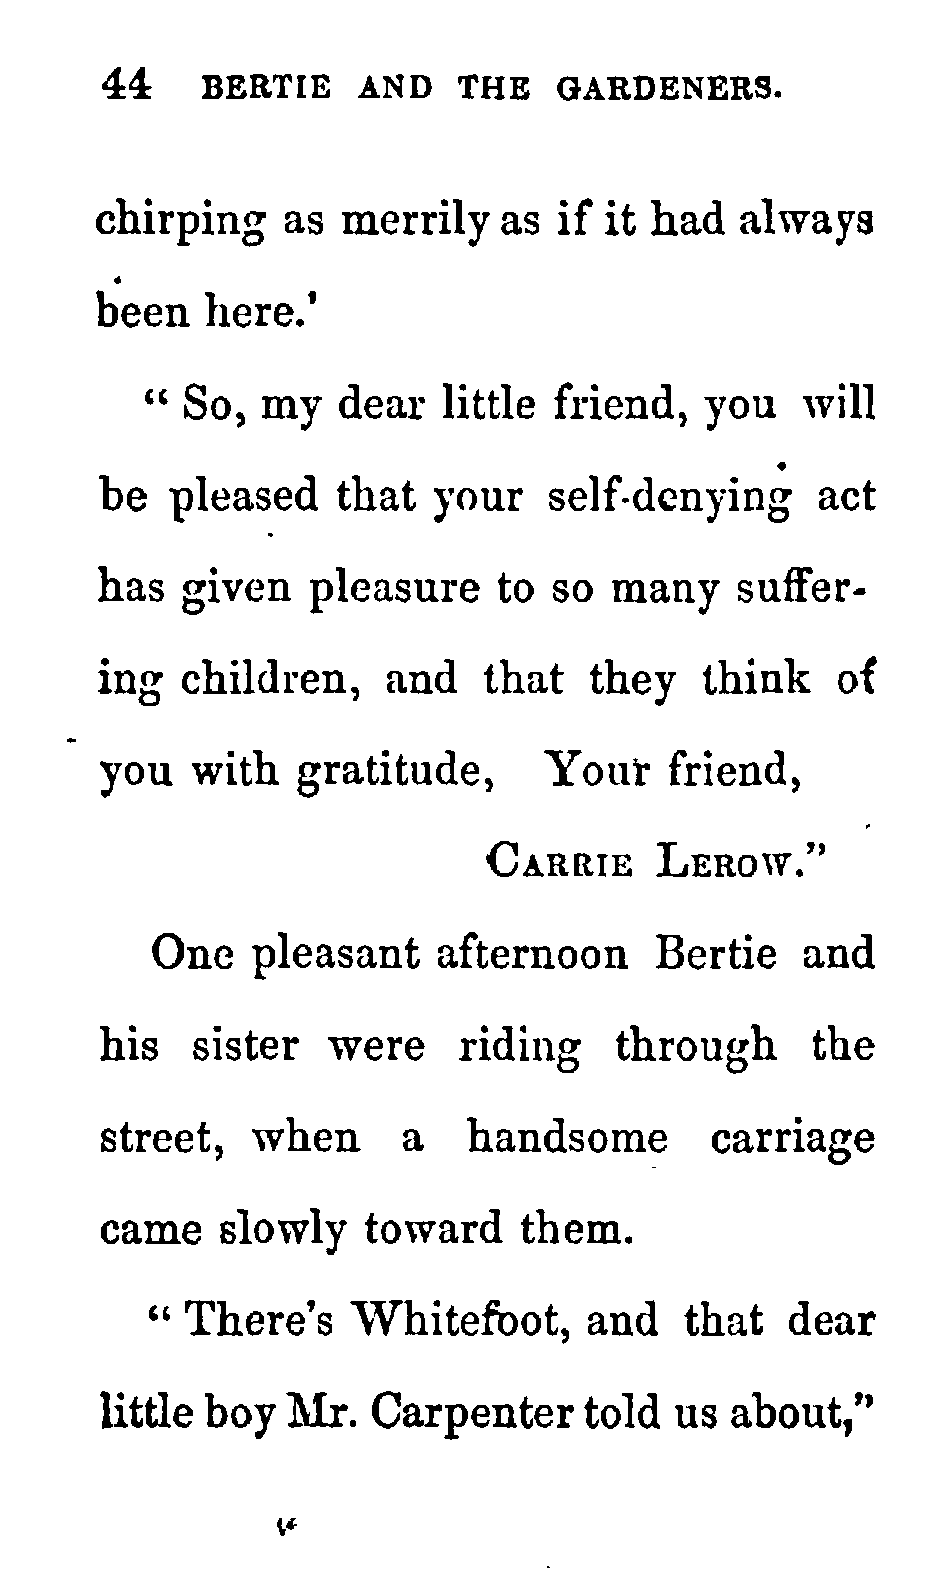 44 BERTIE AND THE GARDENERS.
chirping as merrily as if it had always
been here.'
“ So, my dear little friend, you will
be pleased that your self-denying act
has given pleasure to so many suffer-
ing children, and that they think of
you with gratitude, Your friend,
CARRIE LEROW.”
One pleasant afternoon Bertie and
his sister were riding through the
street, when a handsome carriage
came slowly toward them.
“ There's Whitefoot, and that dear
little boy Mr. Carpenter told us about,”